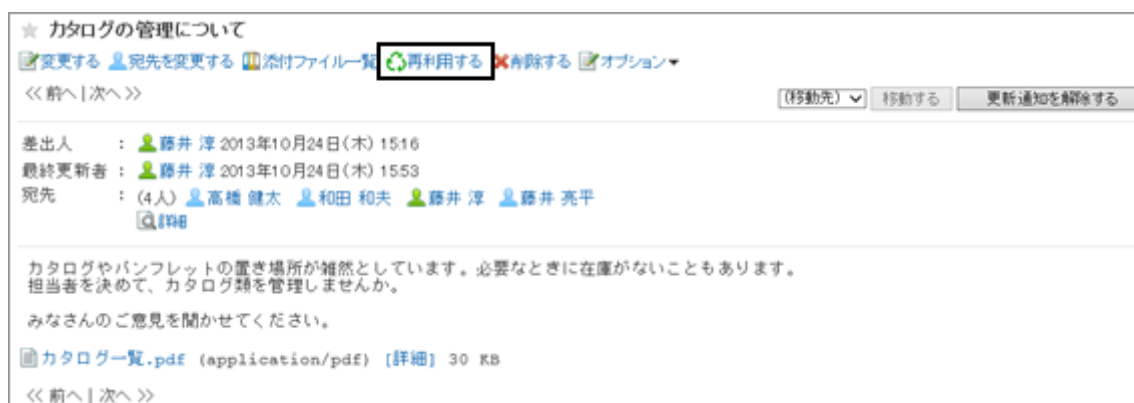 カタログの管理について
変更する 宛先を変更する 添付ファイル一覧 再利用する 削除する オプション▼
≪前へ | 次へ≫
(移動先) 移動する 更新通知を解除する
差出人 : 藤井 淳 2013年10月24日(木) 15:16
最終更新者 : 藤井 淳 2013年10月24日(木) 15:53
宛先 : (4人) 高橋 健太 和田 和夫 藤井 淳 藤井 亮平
詳細
カタログやパンフレットの置き場所が雑然としています。必要なときに在庫がないこともあります。
担当者を決めて、カタログ類を管理しませんか。
みなさんのご意見を聞かせてください。
カタログ一覧.pdf (application/pdf) [詳細] 30 KB
≪前へ | 次へ≫